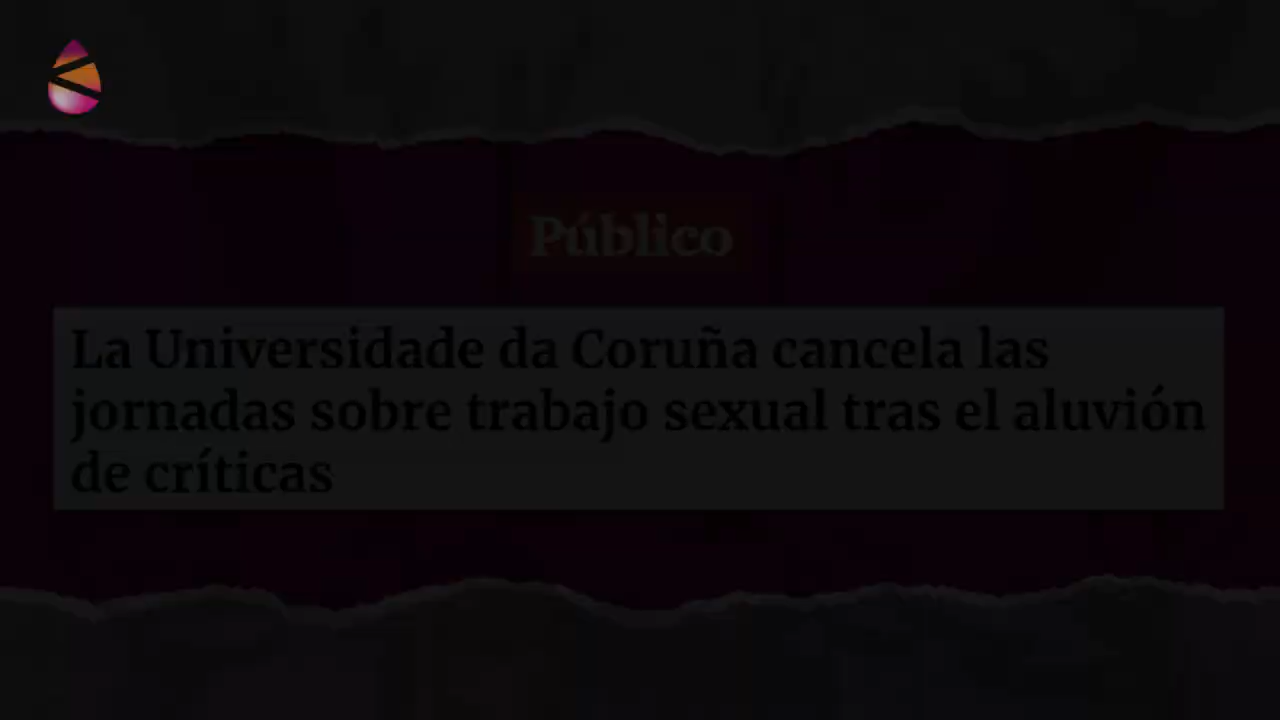 Público
La Universidade da Coruña cancela las
jornadas sobre trabajo sexual tras el aluvión
de críticas